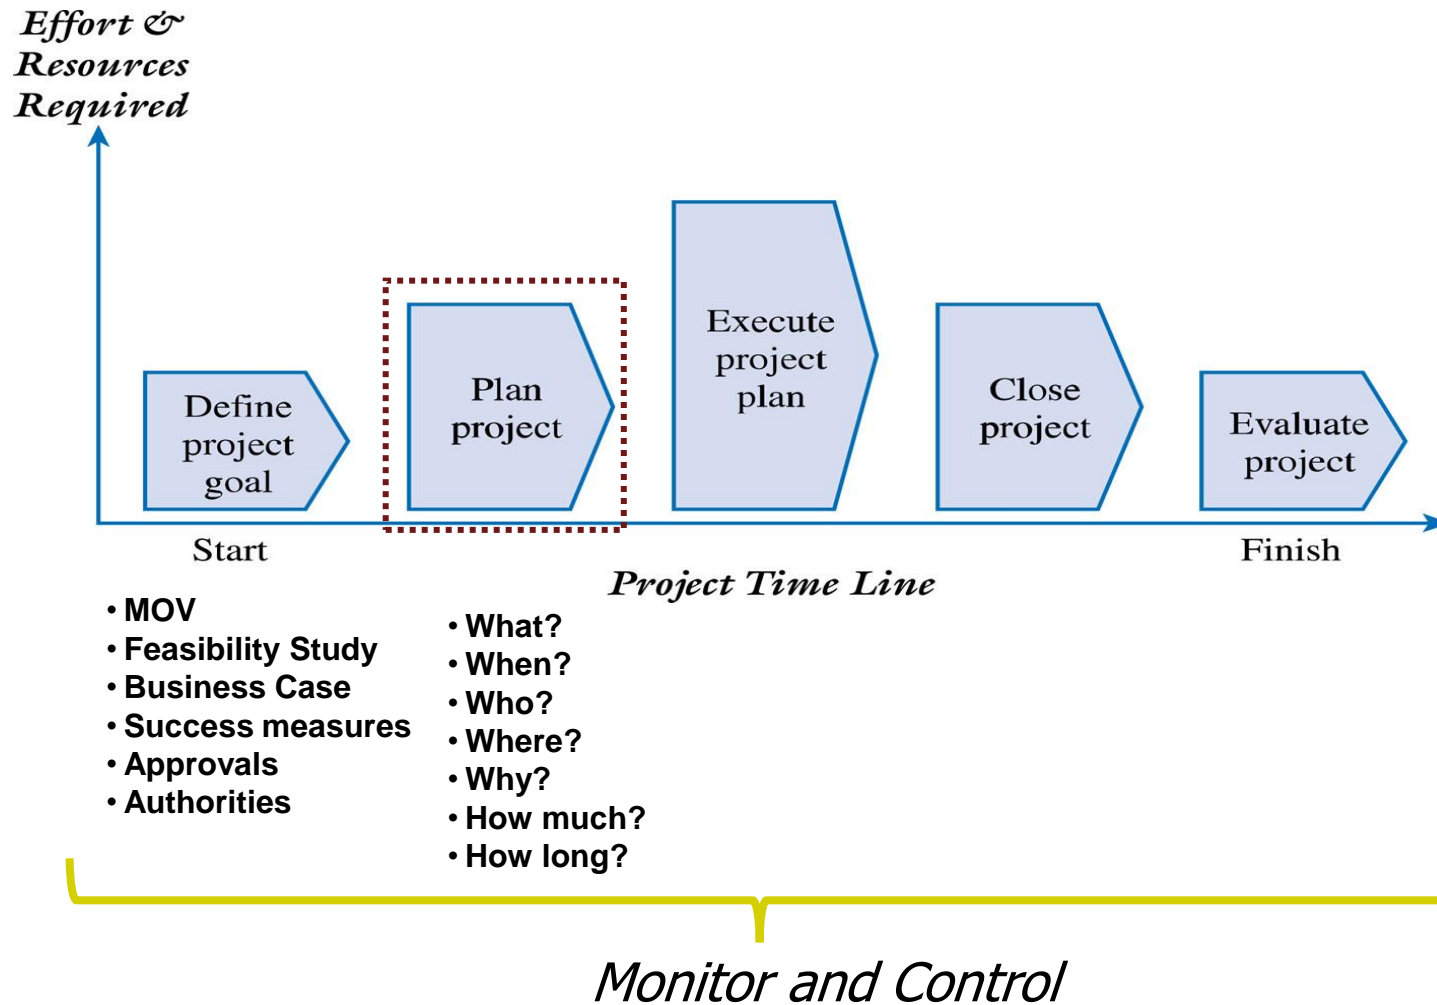 Effort &
Resources
Required
Define
project
goal
Plan
project
Execute
project
plan
Close
project
Evaluate
project
Start
Finish
Project Time Line
• MOV
• Feasibility Study
• Business Case
• Success measures
• Approvals
• Authorities
• What?
• When?
• Who?
• Where?
• Why?
• How much?
• How long?
Monitor and Control